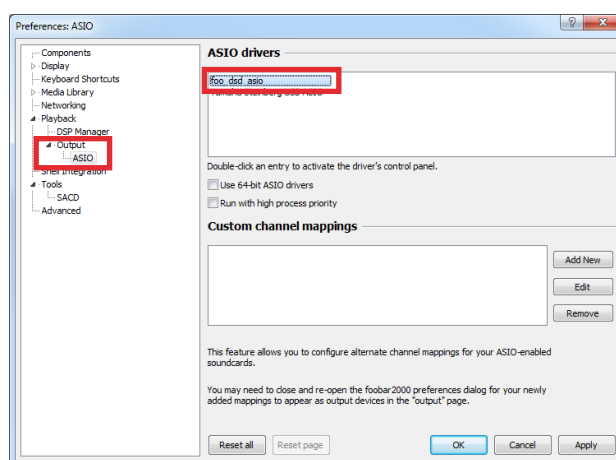 Preferences: ASIO
Components
Display
Keyboard Shortcuts
Media Library
Networking
Playback
DSP Manager
Output
ASIO
Shell Integration
Tools
SACD
Advanced
ASIO drivers
foo_dsd_asio
Yamaha Steinberg USB ASIO
Double-click an entry to activate the driver's control panel.
Use 64-bit ASIO drivers
Run with high process priority
Custom channel mappings
Add New
Edit
Remove
This feature allows you to configure alternate channel mappings for your ASIO-enabled
soundcards.
You may need to close and re-open the foobar2000 preferences dialog for your newly
added mappings to appear as output devices in the "output" page.
Reset all
Reset page
OK
Cancel
Apply